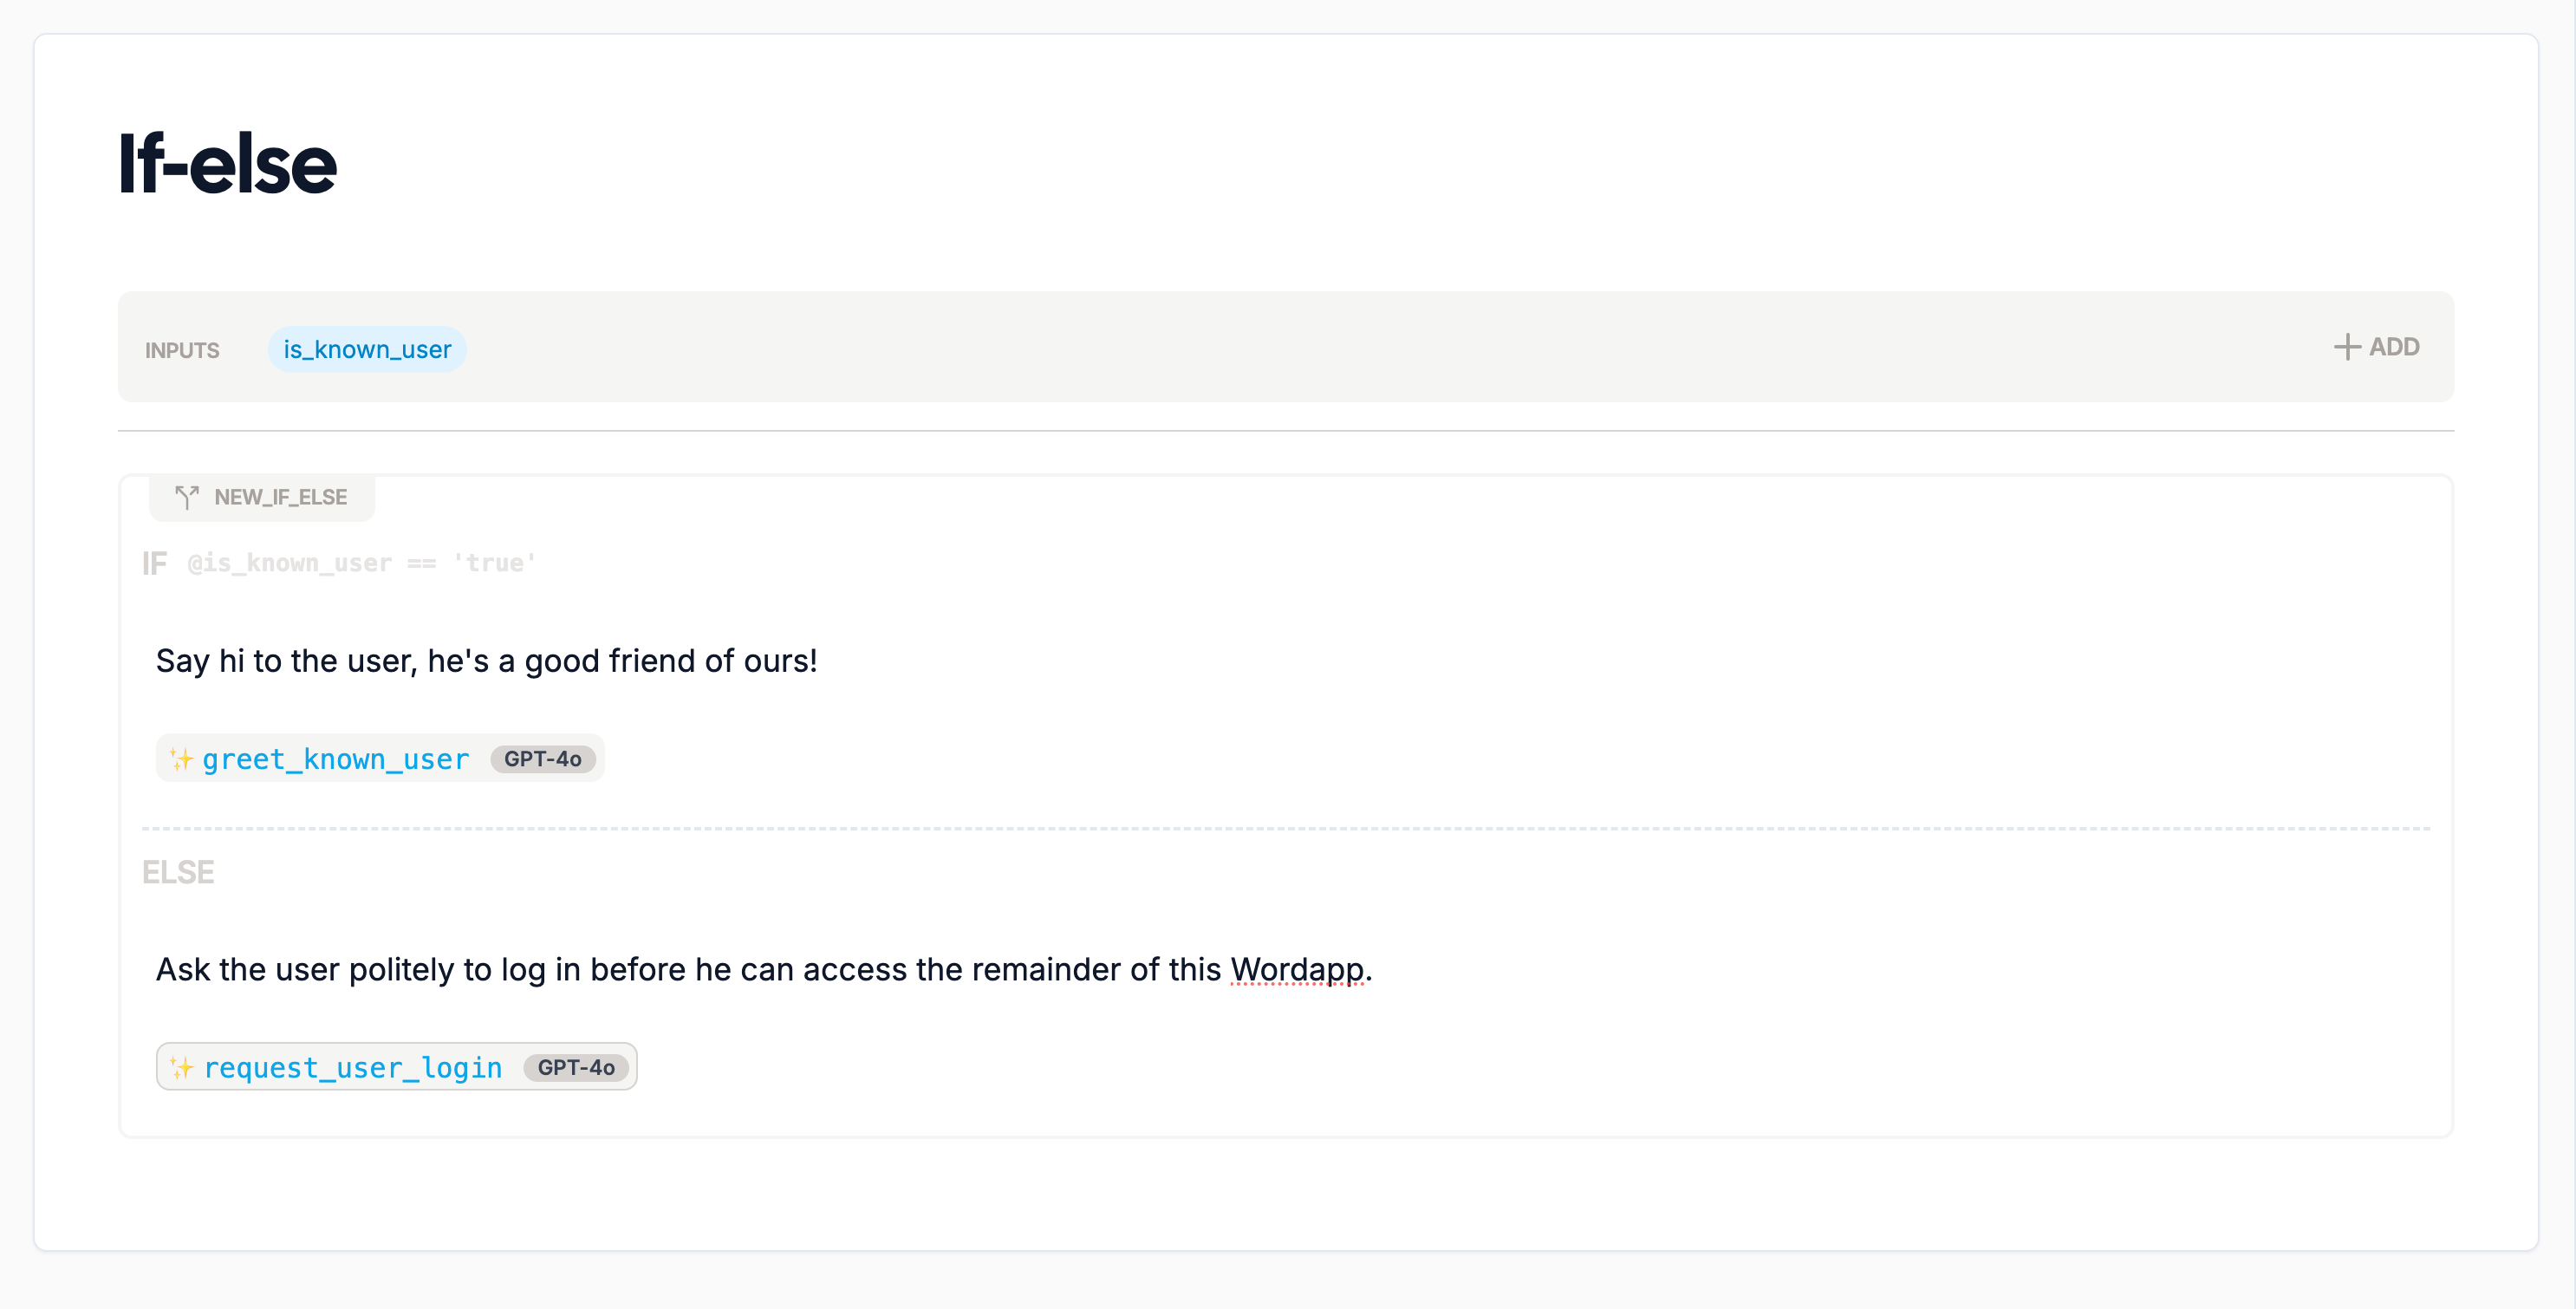 If-else
INPUTS is_known_user ADD
NEW_IF_ELSE
IF @is_known_user == 'true'
Say hi to the user, he's a good friend of ours!
✨ greet_known_user GPT-4o
ELSE
Ask the user politely to log in before he can access the remainder of this Wordapp.
✨ request_user_login GPT-4o